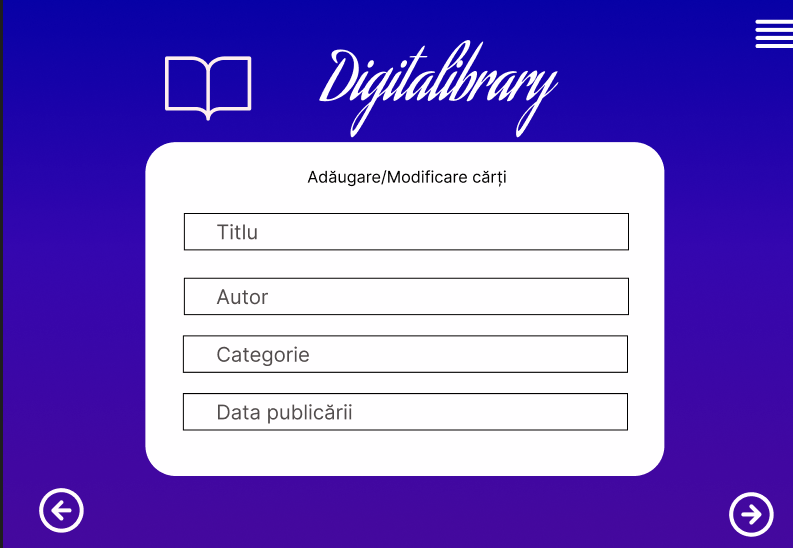 Digitalibrary
Adăugare/Modificare cărți
Titlu
Autor
Categorie
Data publicării